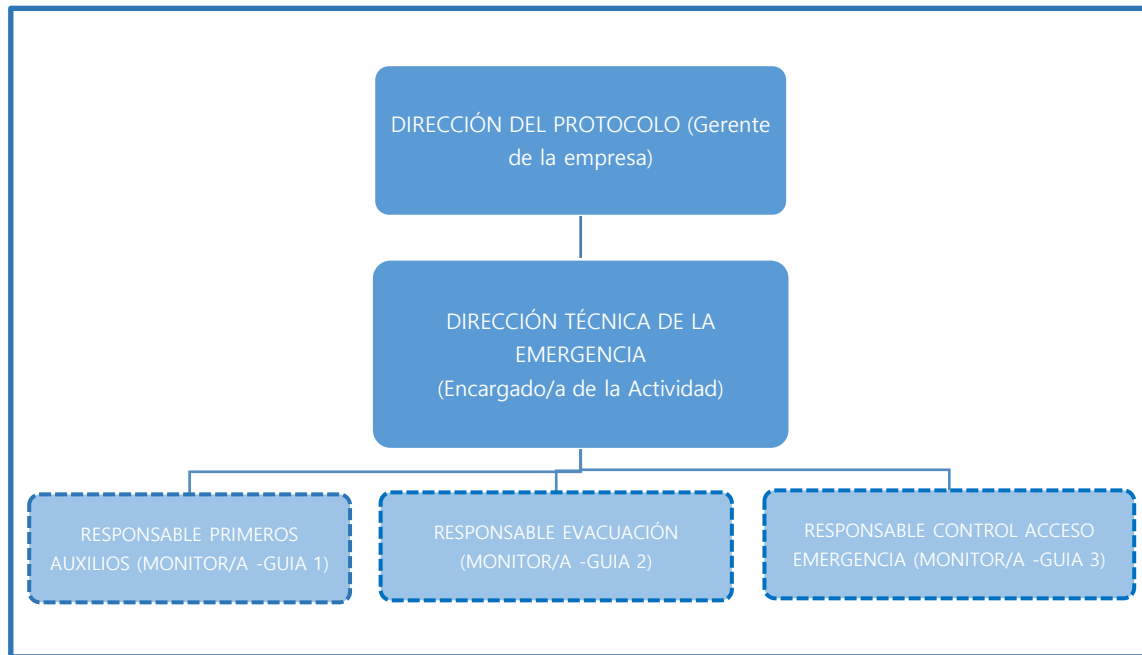 DIRECCIÓN DEL PROTOCOLO (Gerente
de la empresa)
DIRECCIÓN TÉCNICA DE LA
EMERGENCIA
(Encargado/a de la Actividad)
RESPONSABLE PRIMEROS
AUXILIOS (MONITOR/A -GUIA 1)
RESPONSABLE EVACUACIÓN
(MONITOR/A -GUIA 2)
RESPONSABLE CONTROL ACCESO
EMERGENCIA (MONITOR/A -GUIA 3)